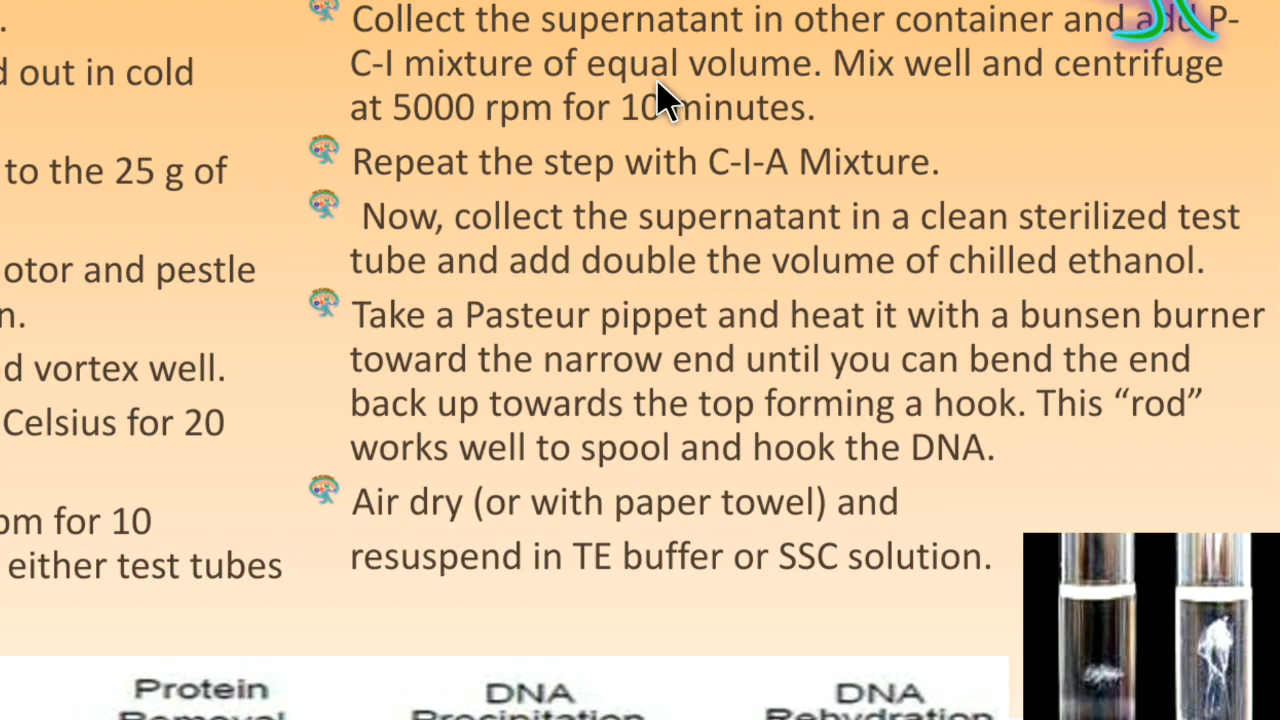 .
d out in cold
to the 25 g of
otor and pestle
n.
d vortex well.
Celsius for 20
pm for 10
either test tubes
Collect the supernatant in other container and add P-
C-I mixture of equal volume. Mix well and centrifuge
at 5000 rpm for 10 minutes.
Repeat the step with C-I-A Mixture.
Now, collect the supernatant in a clean sterilized test
tube and add double the volume of chilled ethanol.
Take a Pasteur pippet and heat it with a bunsen burner
toward the narrow end until you can bend the end
back up towards the top forming a hook. This “rod”
works well to spool and hook the DNA.
Air dry (or with paper towel) and
resuspend in TE buffer or SSC solution.
Protein
Removal
DNA
Precipitation
DNA
Rehydration